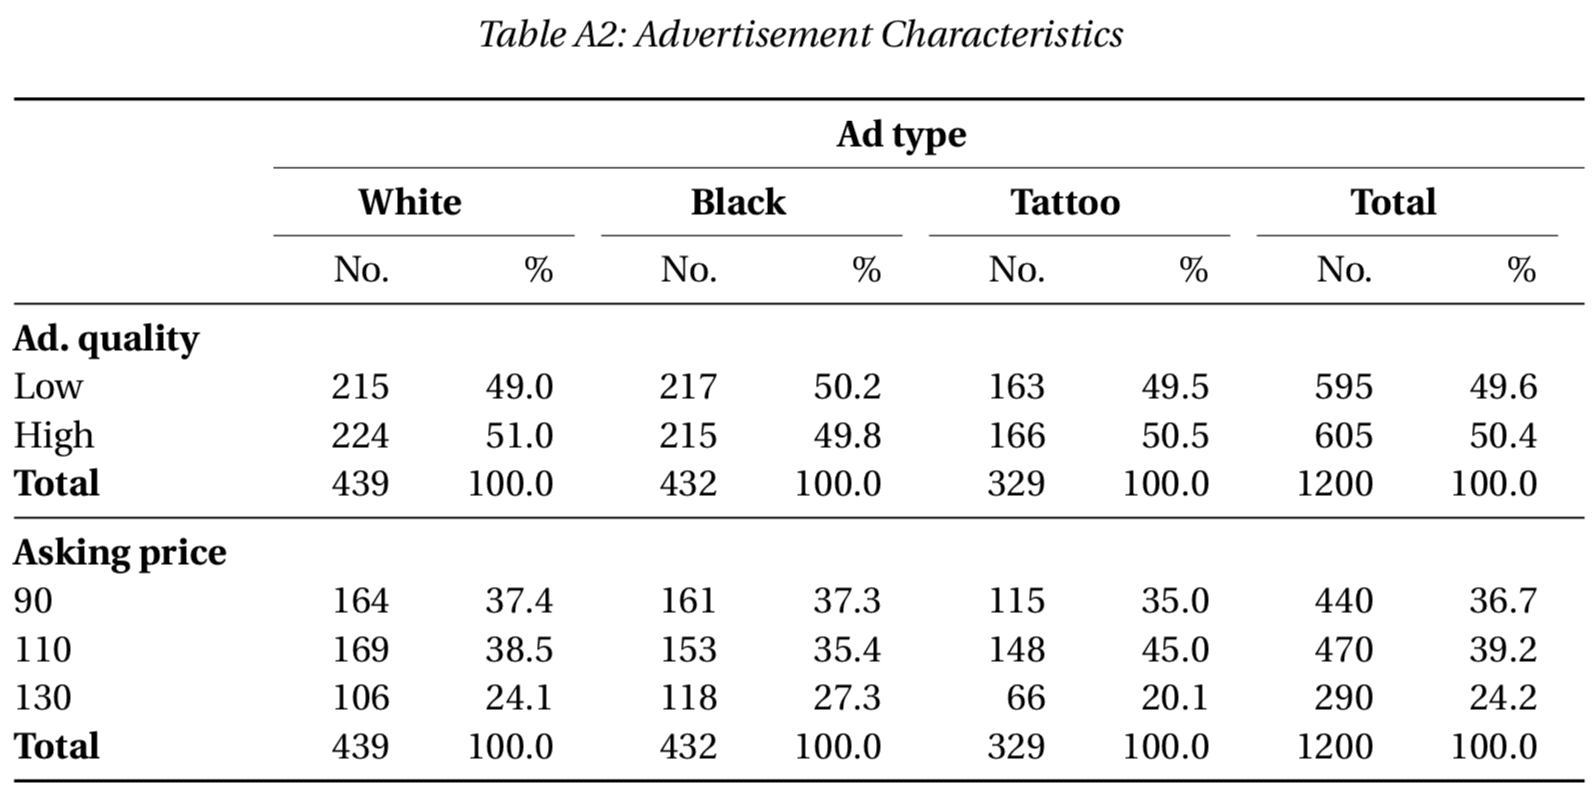 Table A2: Advertisement Characteristics
Ad type
White Black Tattoo Total
No. % No. % No. % No. %
Ad. quality
Low 215 49.0 217 50.2 163 49.5 595 49.6
High 224 51.0 215 49.8 166 50.5 605 50.4
Total 439 100.0 432 100.0 329 100.0 1200 100.0
Asking price
90 164 37.4 161 37.3 115 35.0 440 36.7
110 169 38.5 153 35.4 148 45.0 470 39.2
130 106 24.1 118 27.3 66 20.1 290 24.2
Total 439 100.0 432 100.0 329 100.0 1200 100.0